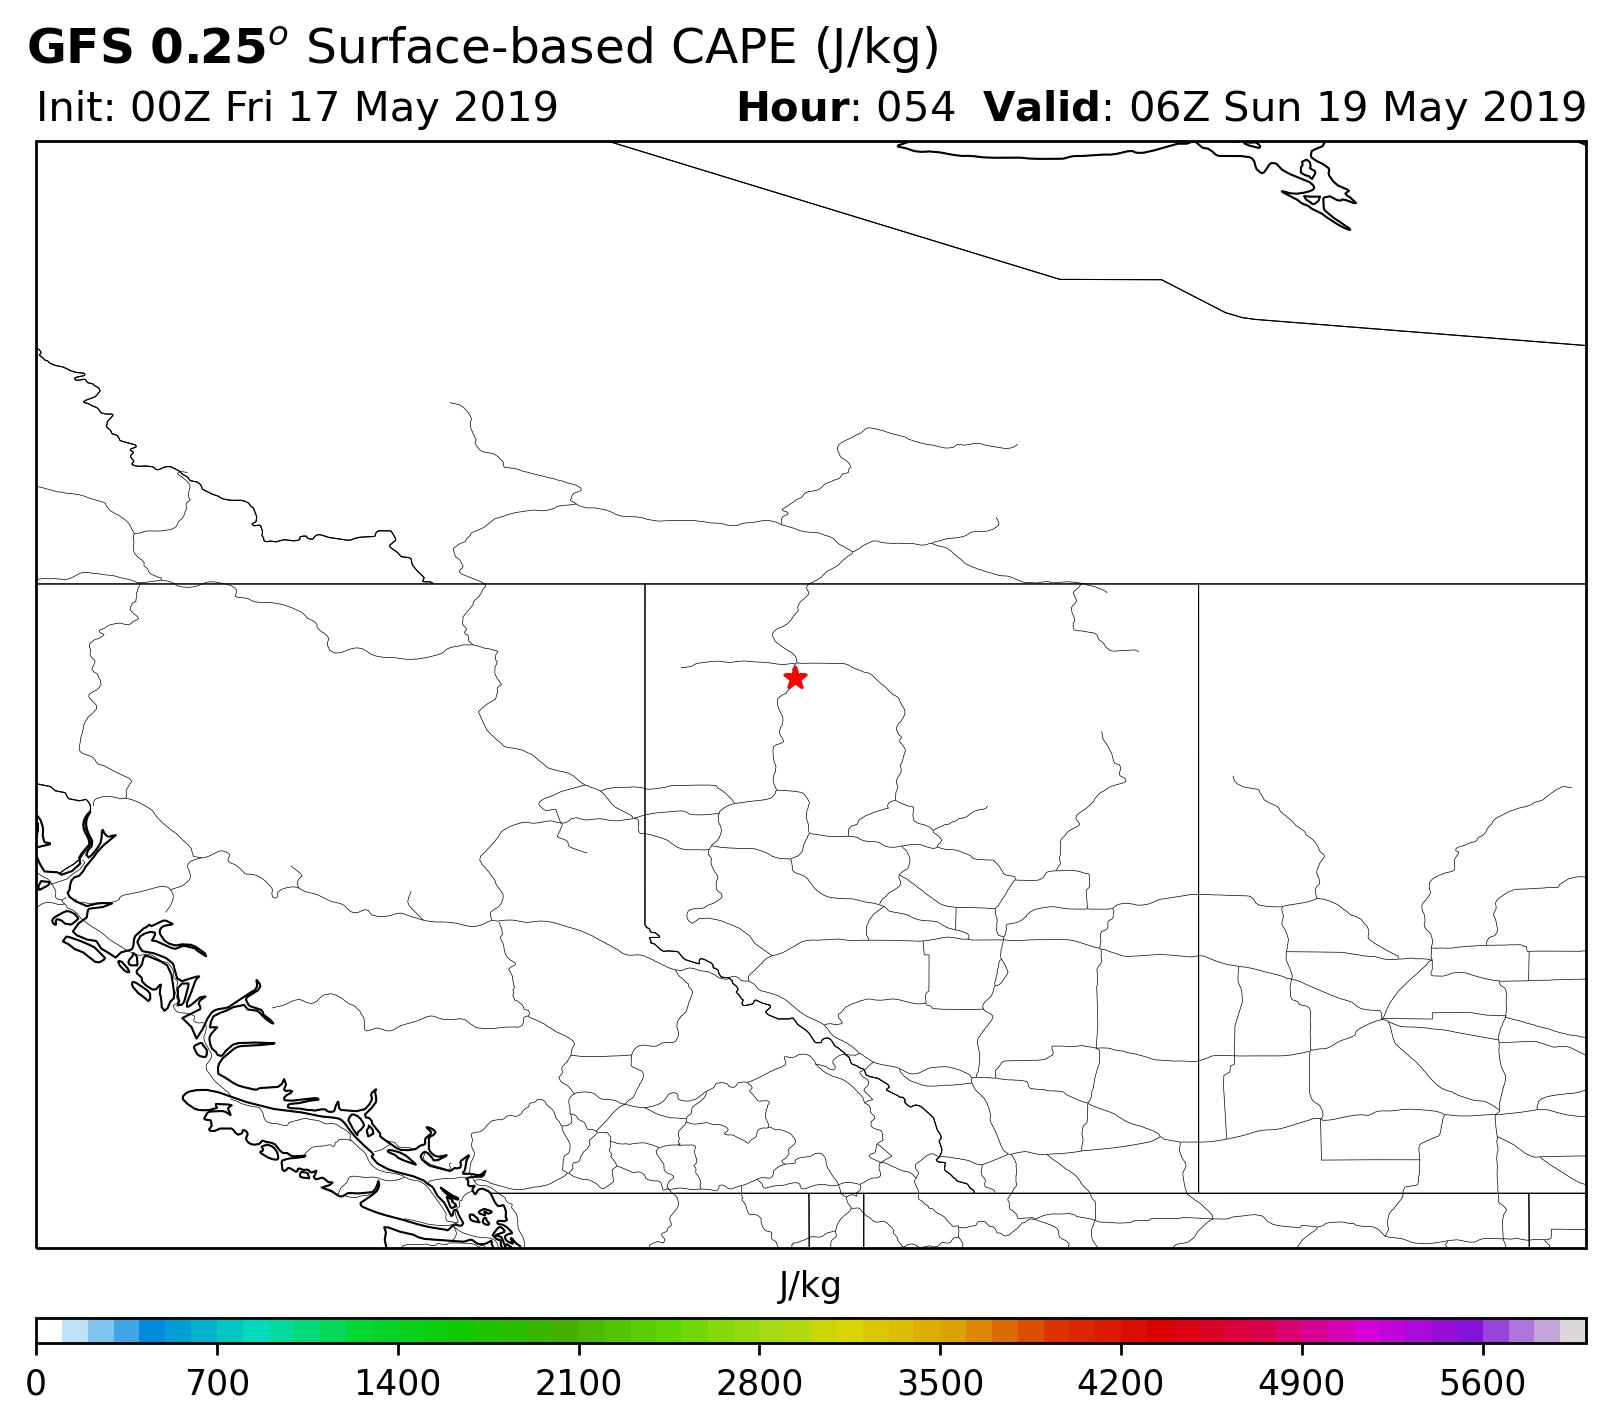 GFS 0.25° Surface-based CAPE (J/kg)
Init: 00Z Fri 17 May 2019 Hour: 054 Valid: 06Z Sun 19 May 2019
J/kg
0 700 1400 2100 2800 3500 4200 4900 5600